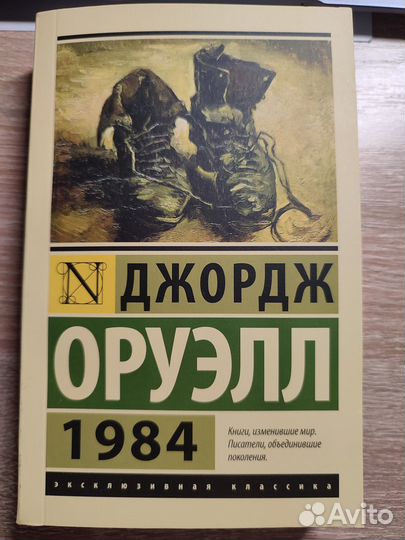 N
ДЖОРДЖ
ОРУЭЛЛ
1984
Книги, изменившие мир.
Писатели, объединившие
поколения.
эксклюзивная классика
Avito